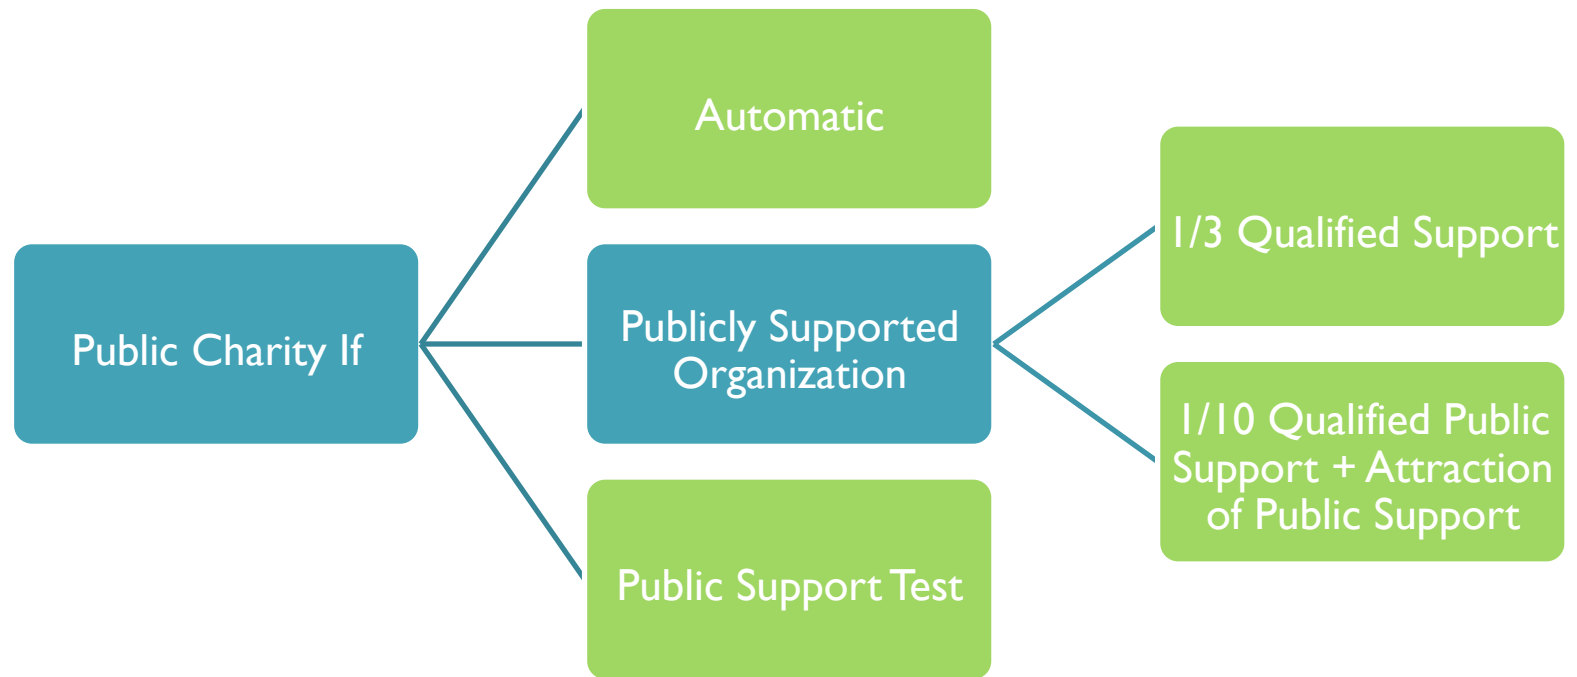 Public Charity If
Automatic
Publicly Supported
Organization
Public Support Test
1/3 Qualified Support
1/10 Qualified Public
Support + Attraction
of Public Support